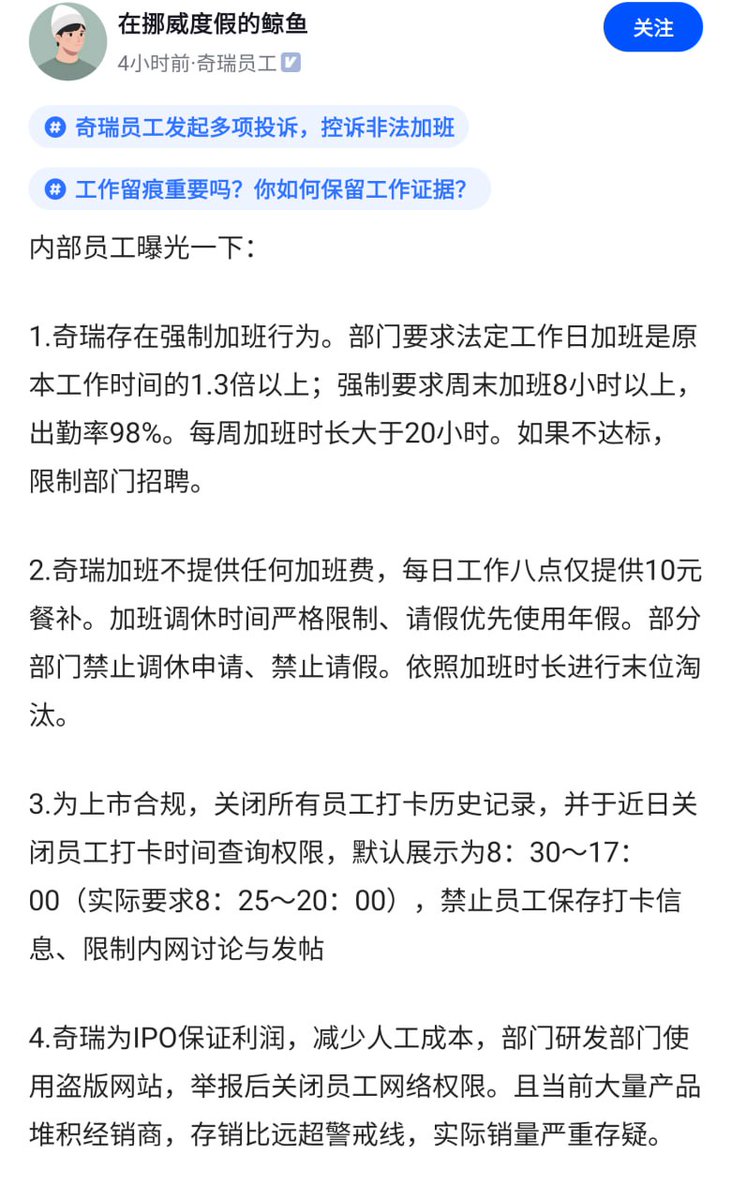 在挪威度假的鲸鱼
关注
4小时前·奇瑞员工
# 奇瑞员工发起多项投诉，控诉非法加班
# 工作留痕重要吗？你如何保留工作证据？
内部员工曝光一下：
1.奇瑞存在强制加班行为。部门要求法定工作日加班是原
本工作时间的1.3倍以上；强制要求周末加班8小时以上，
出勤率98%。每周加班时长大于20小时。如果不达标，
限制部门招聘。
2.奇瑞加班不提供任何加班费，每日工作八点仅提供10元
餐补。加班调休时间严格限制、请假优先使用年假。部分
部门禁止调休申请、禁止请假。依照加班时长进行末位淘
汰。
3.为上市合规，关闭所有员工打卡历史记录，并于近日关
闭员工打卡时间查询权限，默认展示为8：30～17：
00（实际要求8：25～20：00），禁止员工保存打卡信
息、限制内网讨论与发帖
4.奇瑞为IPO保证利润，减少人工成本，部门研发部门使
用盗版网站，举报后关闭员工网络权限。且当前大量产品
堆积经销商，存销比远超警戒线，实际销量严重存疑。